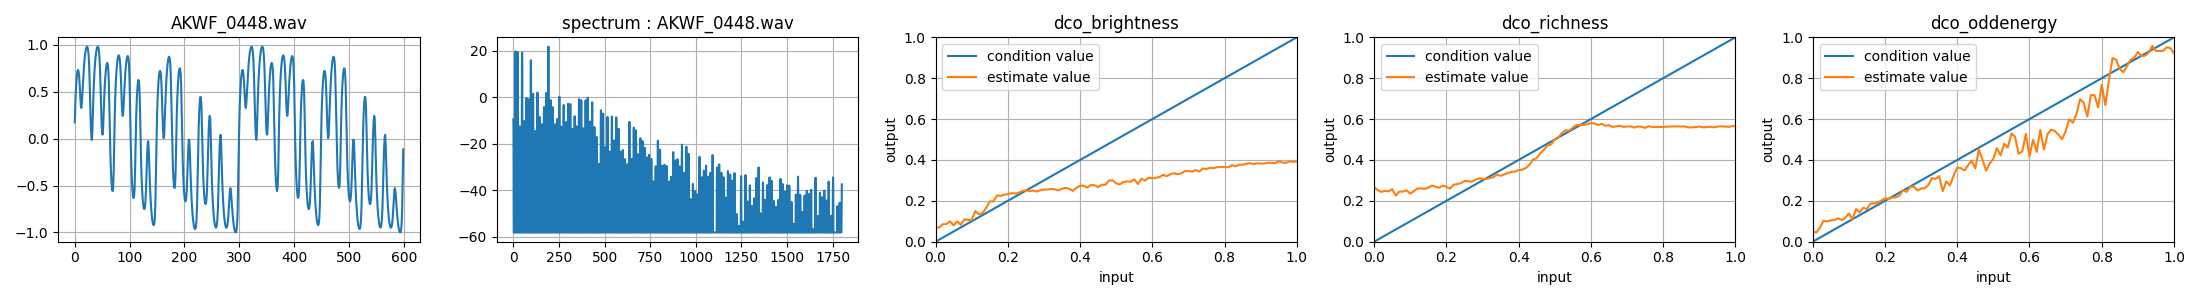 AKWF_0448.wav
1.0
0.5
0.0
−0.5
−1.0
0 100 200 300 400 500 600
spectrum : AKWF_0448.wav
20
0
−20
−40
−60
0 250 500 750 1000 1250 1500 1750
dco_brightness
condition value
estimate value
output
1.0
0.8
0.6
0.4
0.2
0.0
0.0 0.2 0.4 0.6 0.8 1.0
input
dco_richness
condition value
estimate value
output
1.0
0.8
0.6
0.4
0.2
0.0
0.0 0.2 0.4 0.6 0.8 1.0
input
dco_oddenergy
condition value
estimate value
output
1.0
0.8
0.6
0.4
0.2
0.0
0.0 0.2 0.4 0.6 0.8 1.0
input